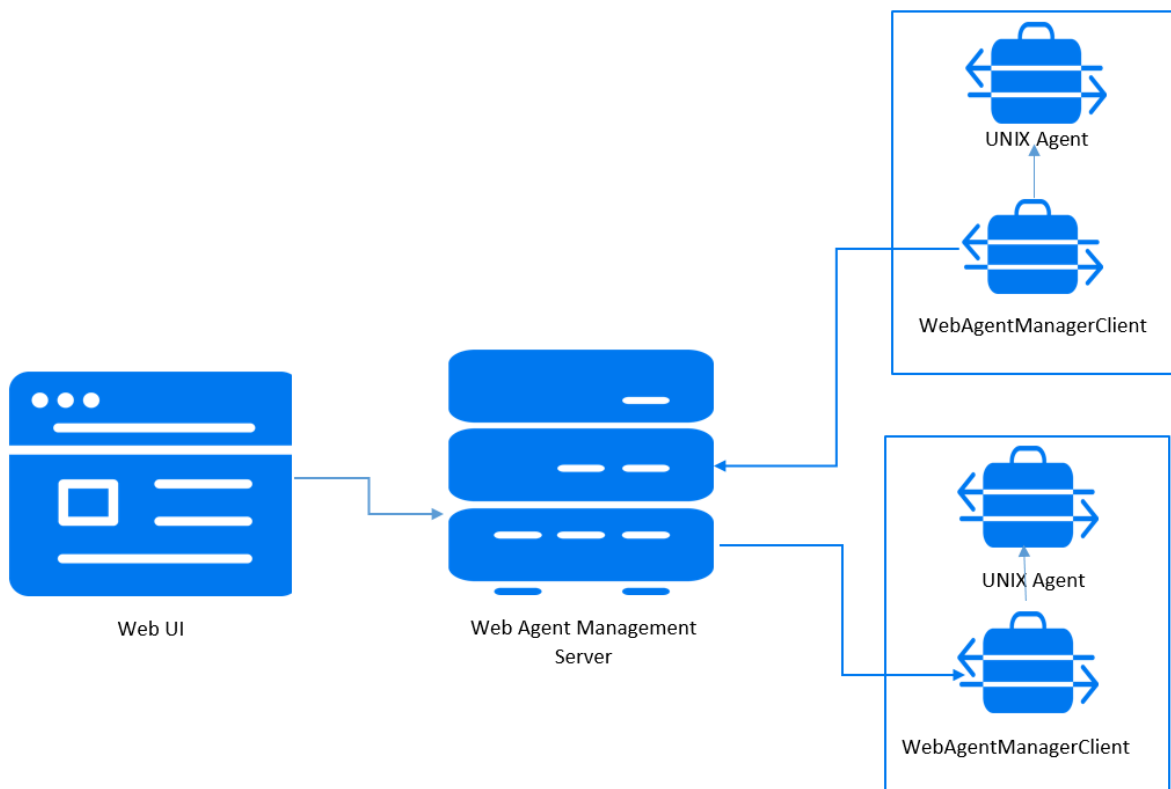 UNIX Agent
WebAgentManagerClient
UNIX Agent
Web UI
Web Agent Management
Server
WebAgentManagerClient